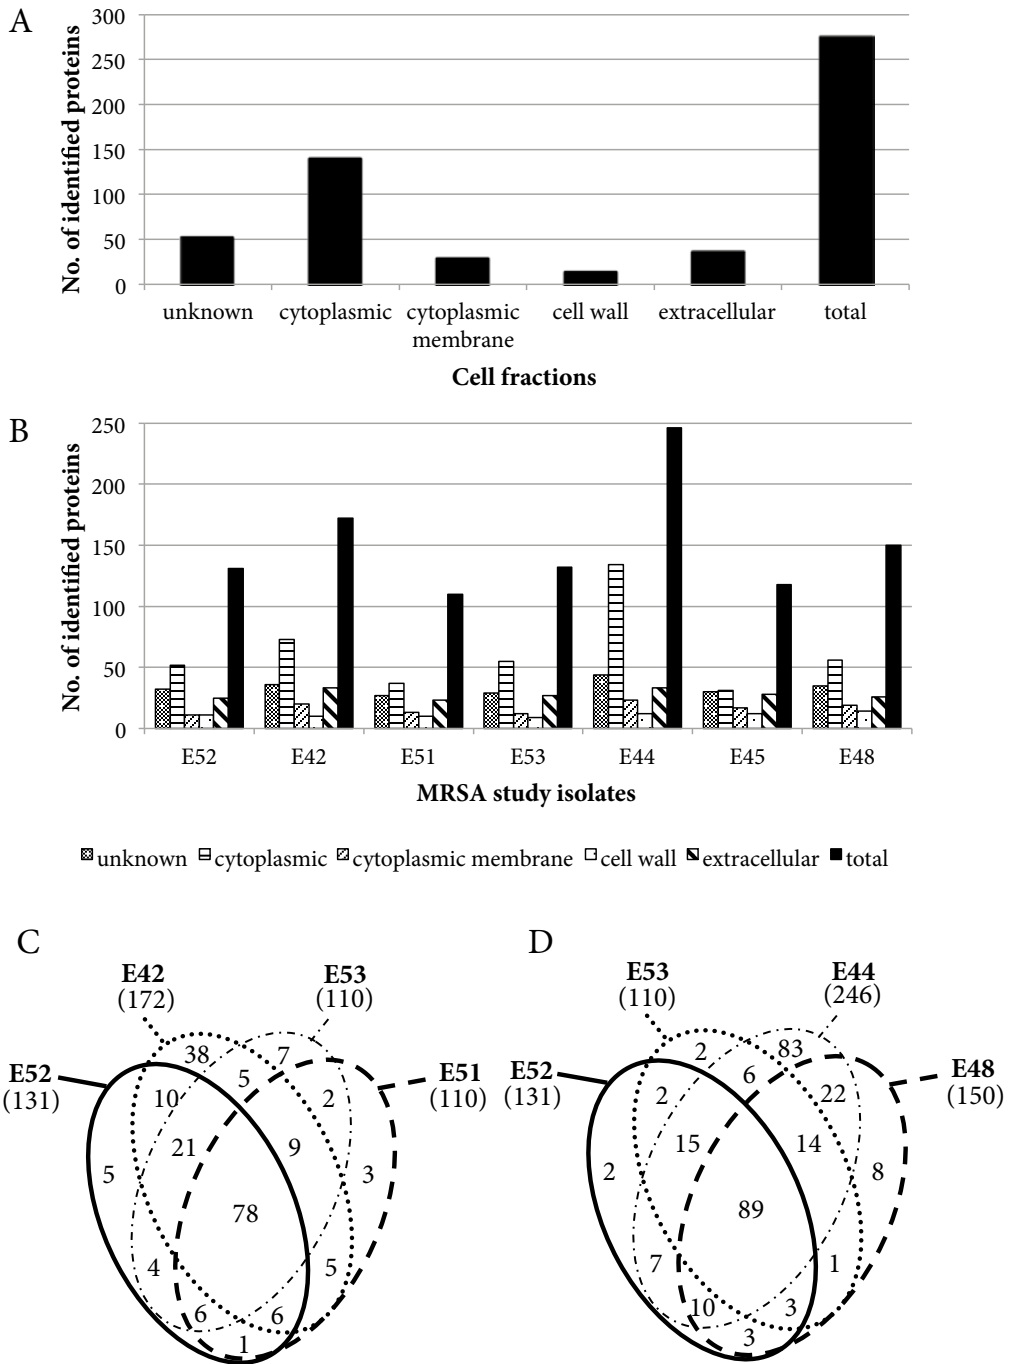 A
No. of identified proteins
300
250
200
150
100
50
0
unknown
cytoplasmic
cytoplasmic
membrane
cell wall
extracellular
total
Cell fractions
B
No. of identified proteins
250
200
150
100
50
0
E52
E42
E51
E53
E44
E45
E48
MRSA study isolates
unknown
cytoplasmic
cytoplasmic membrane
cell wall
extracellular
total
C
E42
(172)
E53
(110)
E52
(131)
E51
(110)
38
7
5
10
2
21
9
5
3
78
4
5
6
6
1
D
E53
(110)
E44
(246)
E52
(131)
E48
(150)
2
83
6
2
22
15
14
2
8
89
7
1
10
3
3